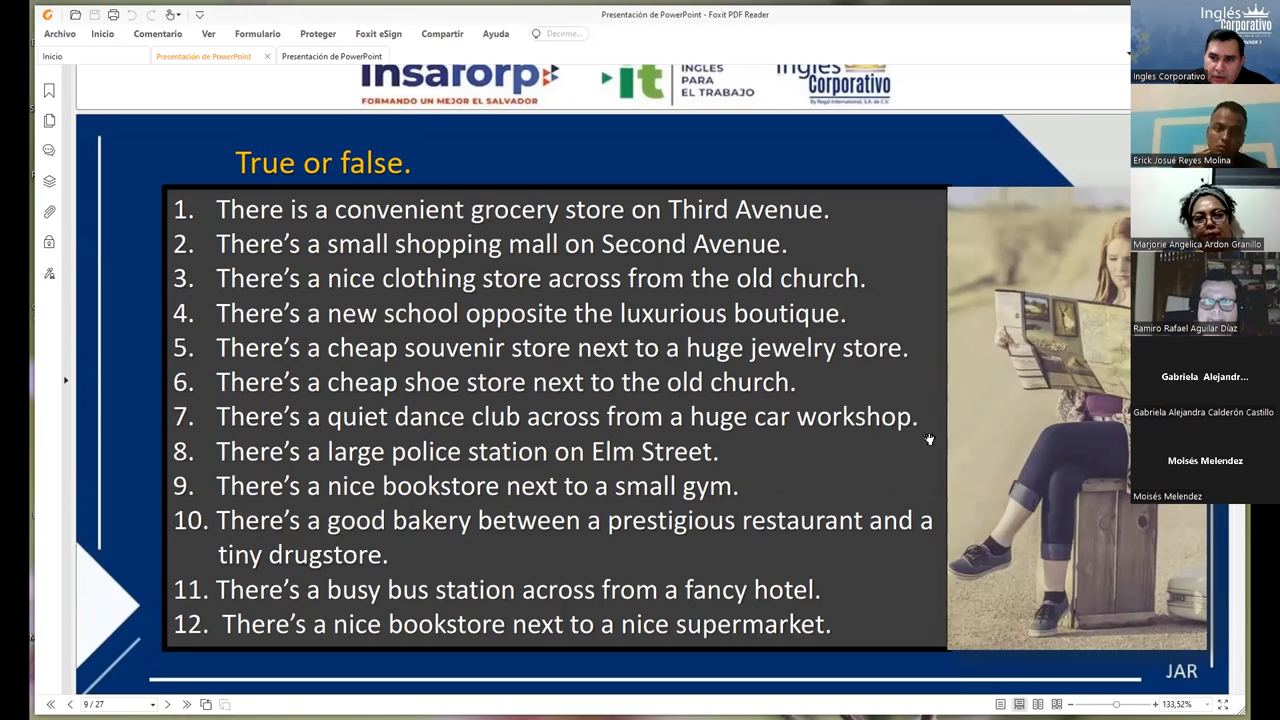 Presentación de PowerPoint - Foxit PDF Reader
Archivo Inicio Comentario Ver Formulario Proteger Foxit eSign Compartir Ayuda Decirme...
Inicio Presentación de PowerPoint Presentación de PowerPoint
Insaforp
FORMANDO UN MEJOR EL SALVADOR
it
INGLÉS
PARA
EL TRABAJO
Inglés
Corporativo
By Regal International, S.A. de C.V.
True or false.
1. There is a convenient grocery store on Third Avenue.
2. There’s a small shopping mall on Second Avenue.
3. There’s a nice clothing store across from the old church.
4. There’s a new school opposite the luxurious boutique.
5. There’s a cheap souvenir store next to a huge jewelry store.
6. There’s a cheap shoe store next to the old church.
7. There’s a quiet dance club across from a huge car workshop.
8. There’s a large police station on Elm Street.
9. There’s a nice bookstore next to a small gym.
10. There’s a good bakery between a prestigious restaurant and a
tiny drugstore.
11. There’s a busy bus station across from a fancy hotel.
12. There’s a nice bookstore next to a nice supermarket.
JAR
9 / 27
133,52%
Inglés
Corporativo
Ingles Corporativo
Erick Josué Reyes Molina
Marjorie Angelica Ardon Granillo
Ramiro Rafael Aguilar Díaz
Gabriela Alejandr...
Gabriela Alejandra Calderón Castillo
Moisés Melendez
Moisés Melendez